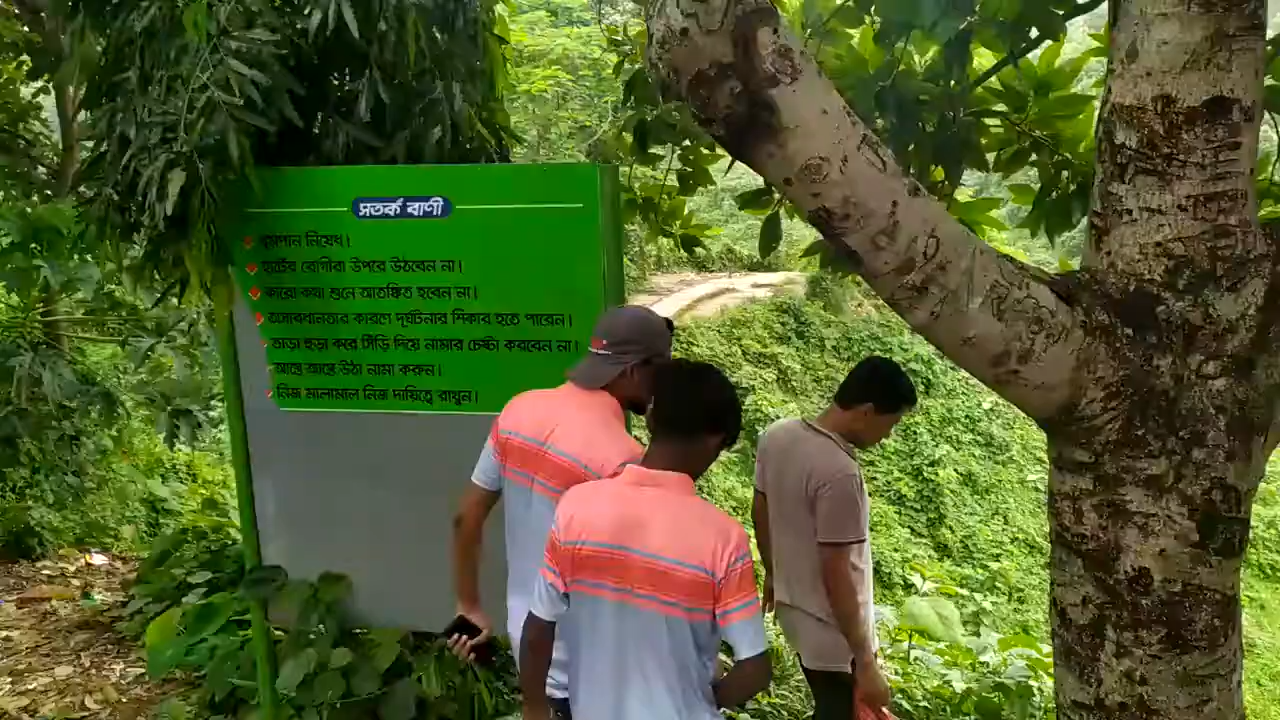 সতর্ক বাণী
ধূমপান নিষেধ।
হার্টের রোগীরা উপরে উঠবেন না।
কারো কথা শুনে আতঙ্কিত হবেন না।
অসাবধানতার কারণে দূর্ঘটনার শিকার হতে পারেন।
তাড়া হুড়া করে সিঁড়ি দিয়ে নামার চেষ্টা করবেন না।
আস্তে আস্তে উঠা নামা করুন।
নিজ মালামাল নিজ দায়িত্বে রাখুন।